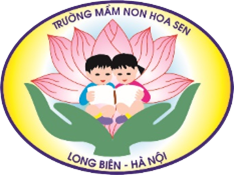 TRƯỜNG MẦM NON HOA SEN
LONG BIÊN - HÀ NỘI